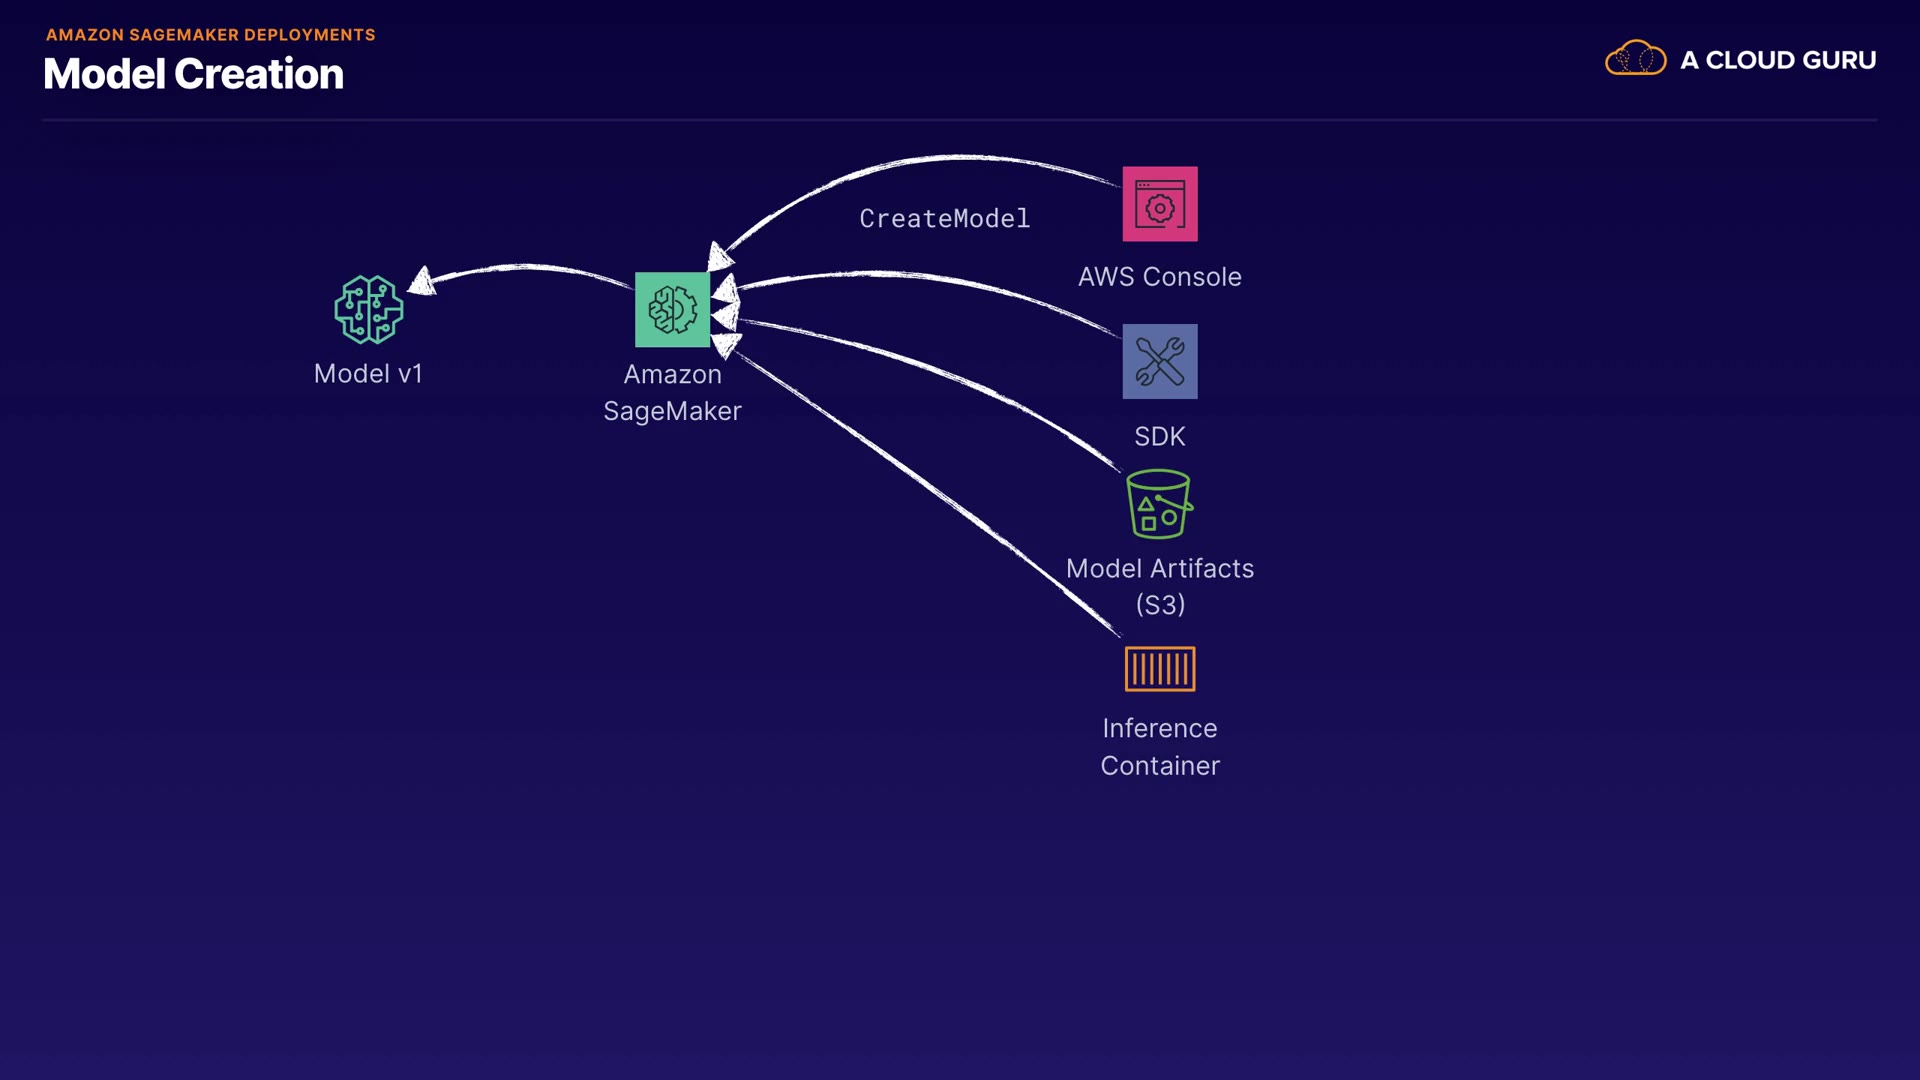 AMAZON SAGEMAKER DEPLOYMENTS
Model Creation
A CLOUD GURU
CreateModel
AWS Console
Model v1
Amazon
SageMaker
SDK
Model Artifacts
(S3)
Inference
Container